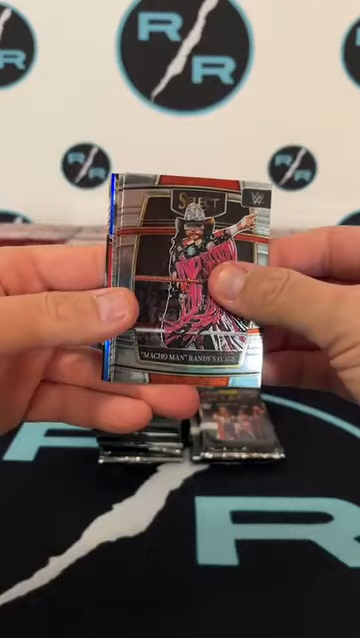 R R
R R
R R
SELECT
W
"MACHO MAN" RANDY SAVAGE
R
R